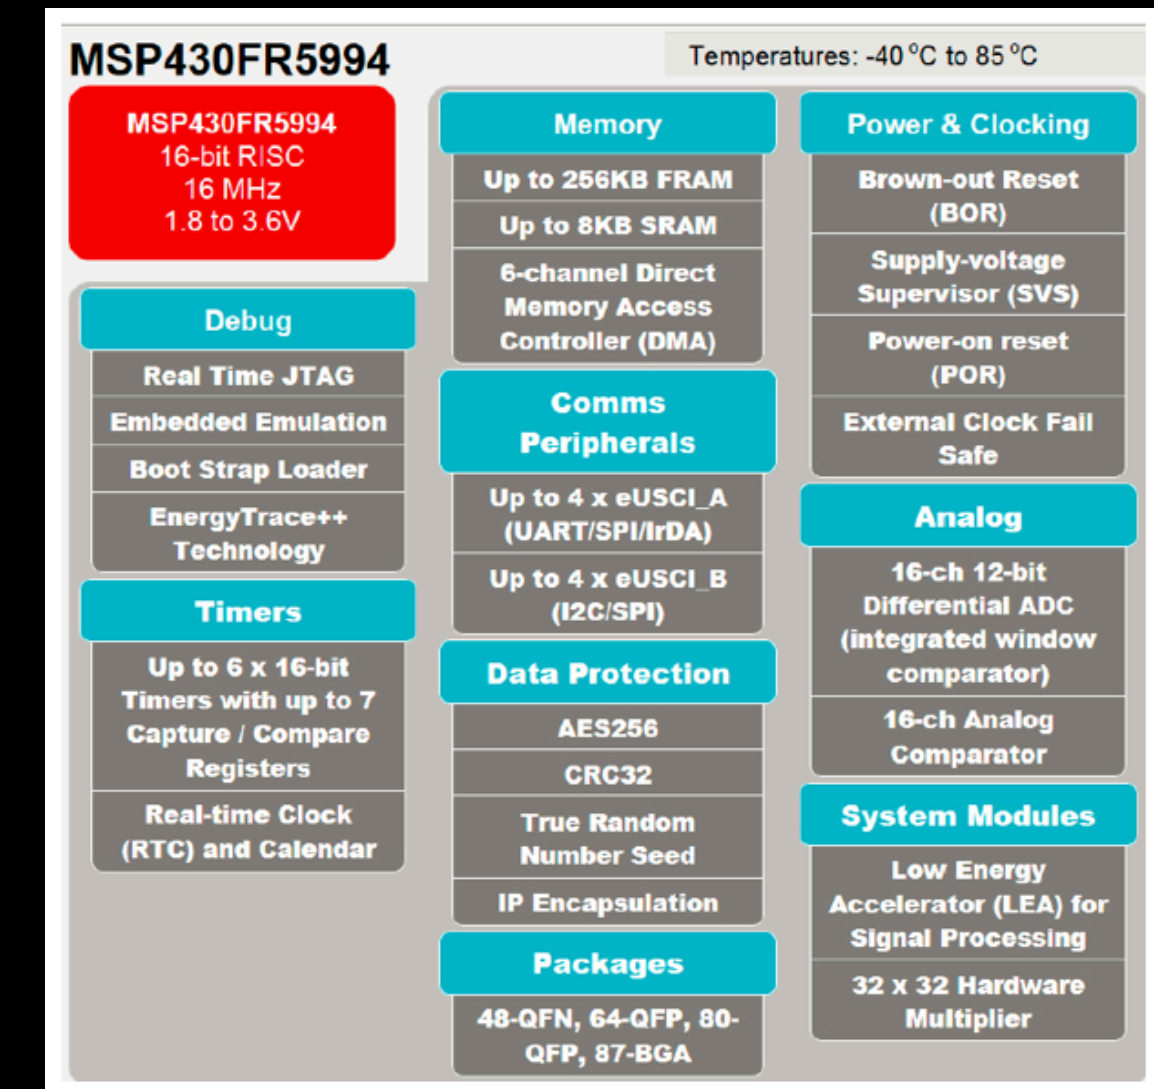 MSP430FR5994
Temperatures: -40 °C to 85 °C
MSP430FR5994
16-bit RISC
16 MHz
1.8 to 3.6V
Debug
Real Time JTAG
Embedded Emulation
Boot Strap Loader
EnergyTrace++
Technology
Timers
Up to 6 x 16-bit
Timers with up to 7
Capture / Compare
Registers
Real-time Clock
(RTC) and Calendar
Memory
Up to 256KB FRAM
Up to 8KB SRAM
6-channel Direct
Memory Access
Controller (DMA)
Comms
Peripherals
Up to 4 x eUSCI_A
(UART/SPI/IrDA)
Up to 4 x eUSCI_B
(I2C/SPI)
Data Protection
AES256
CRC32
True Random
Number Seed
IP Encapsulation
Packages
48-QFN, 64-QFP, 80-
QFP, 87-BGA
Power & Clocking
Brown-out Reset
(BOR)
Supply-voltage
Supervisor (SVS)
Power-on reset
(POR)
External Clock Fail
Safe
Analog
16-ch 12-bit
Differential ADC
(integrated window
comparator)
16-ch Analog
Comparator
System Modules
Low Energy
Accelerator (LEA) for
Signal Processing
32 x 32 Hardware
Multiplier